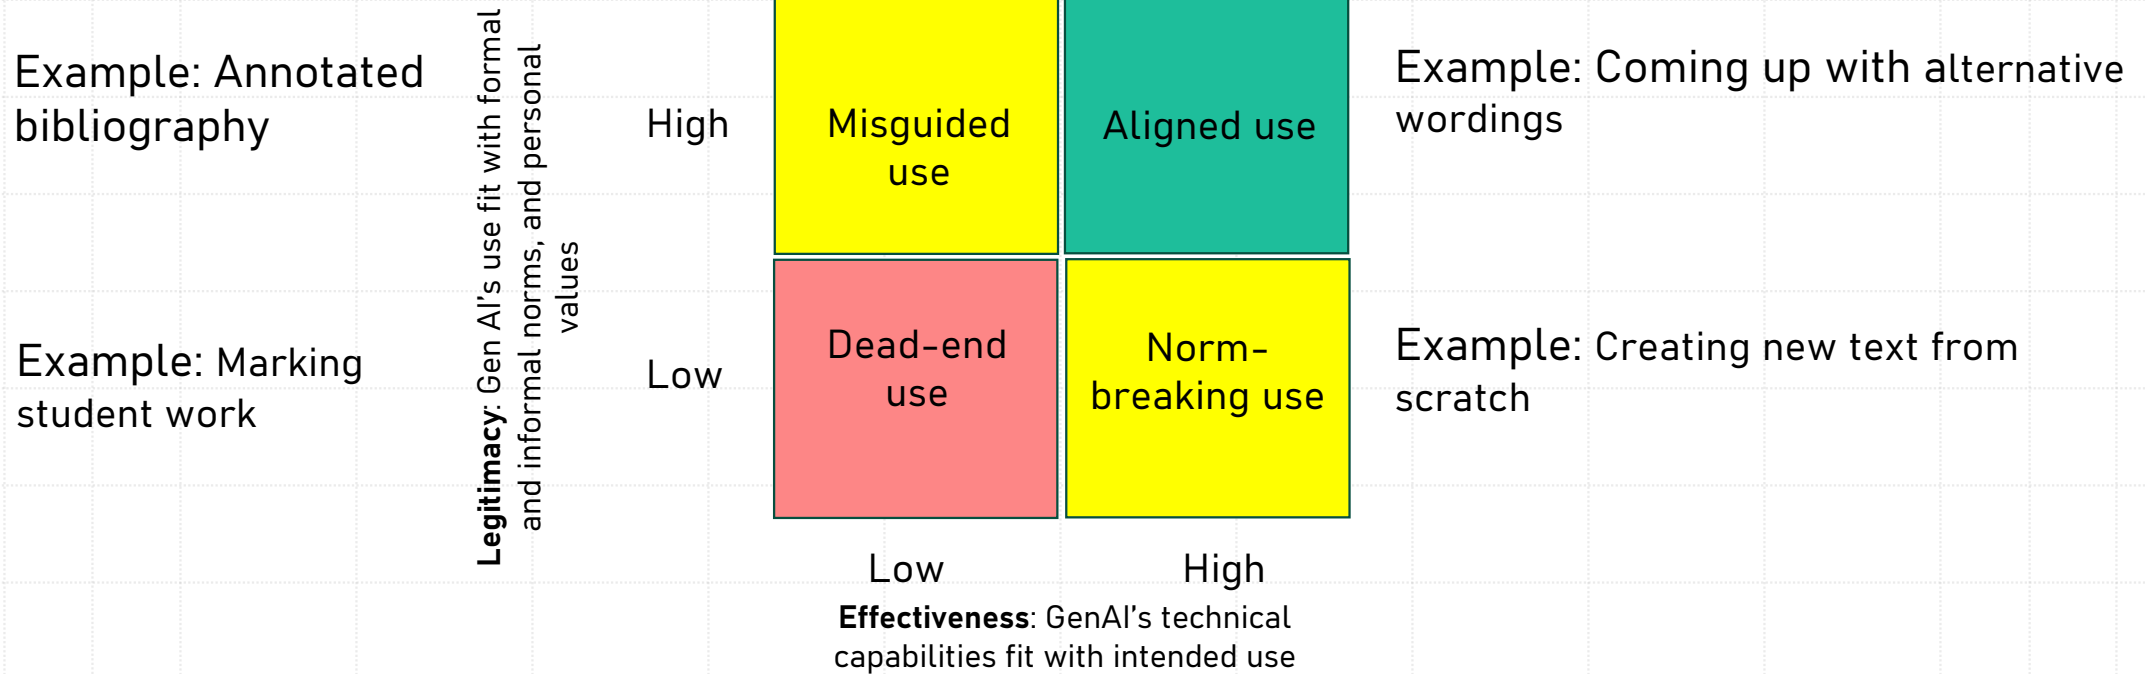 Example: Annotated
bibliography
Example: Marking
student work
Legitimacy: Gen AI's use fit with formal
and informal norms, and personal
values
High
Low
Misguided
use
Aligned use
Dead-end
use
Norm-
breaking use
Low
High
Effectiveness: GenAI's technical
capabilities fit with intended use
Example: Coming up with alternative
wordings
Example: Creating new text from
scratch